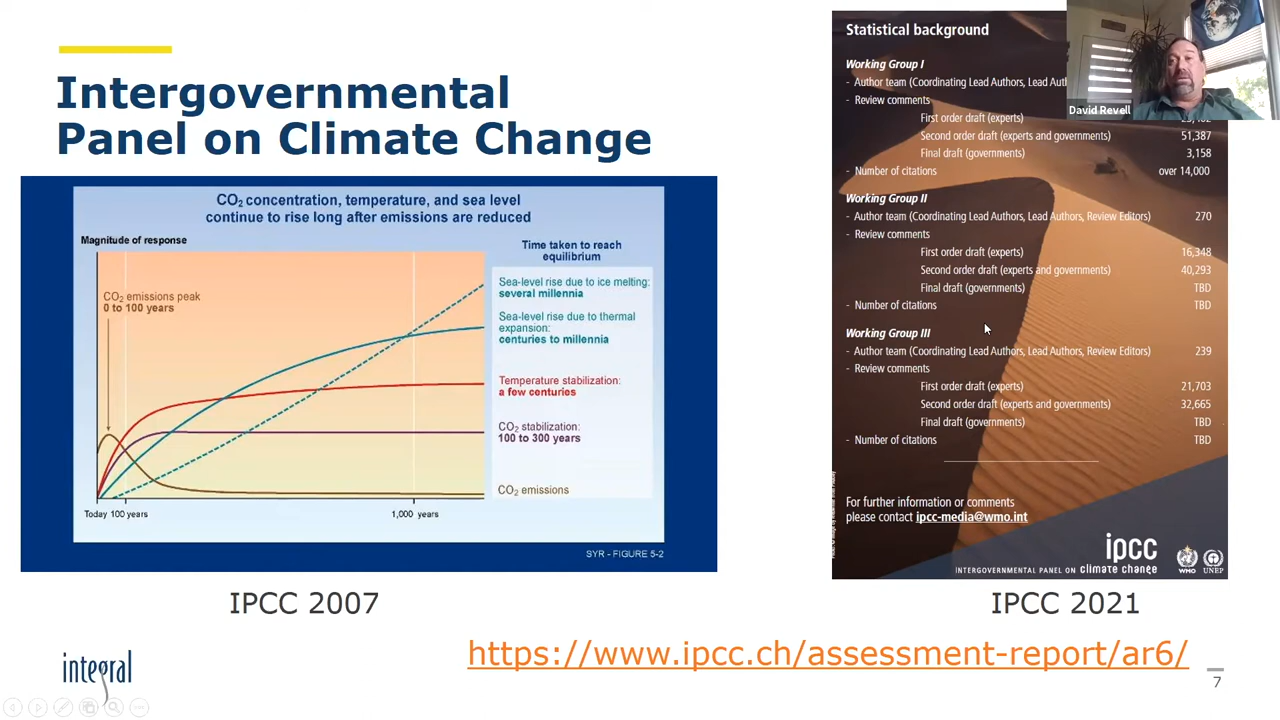 Intergovernmental
Panel on Climate Change
CO2 concentration, temperature, and sea level
continue to rise long after emissions are reduced
Magnitude of response
Time taken to reach
equilibrium
CO2 emissions peak
0 to 100 years
Sea-level rise due to ice melting:
several millennia
Sea-level rise due to thermal
expansion:
centuries to millennia
Temperature stabilization:
a few centuries
CO2 stabilization:
100 to 300 years
CO2 emissions
Today 100 years
1,000 years
SYR - FIGURE 5-2
IPCC 2007
Statistical background
Working Group I
- Author team (Coordinating Lead Authors, Lead
- Review comments
First order draft (experts)
Second order draft (experts and governments) 51,387
Final draft (governments) 3,158
- Number of citations over 14,000
Working Group II
- Author team (Coordinating Lead Authors, Lead Authors, Review Editors) 270
- Review comments
First order draft (experts) 16,348
Second order draft (experts and governments) 40,293
Final draft (governments) TBD
- Number of citations TBD
Working Group III
- Author team (Coordinating Lead Authors, Lead Authors, Review Editors) 239
- Review comments
First order draft (experts) 21,703
Second order draft (experts and governments) 32,665
Final draft (governments) TBD
- Number of citations TBD
For further information or comments
please contact ipcc-media@wmo.int
ipcc
INTERGOVERNMENTAL PANEL ON climate change
WMO UNEP
David Revell
IPCC 2021
https://www.ipcc.ch/assessment-report/ar6/
integral
7